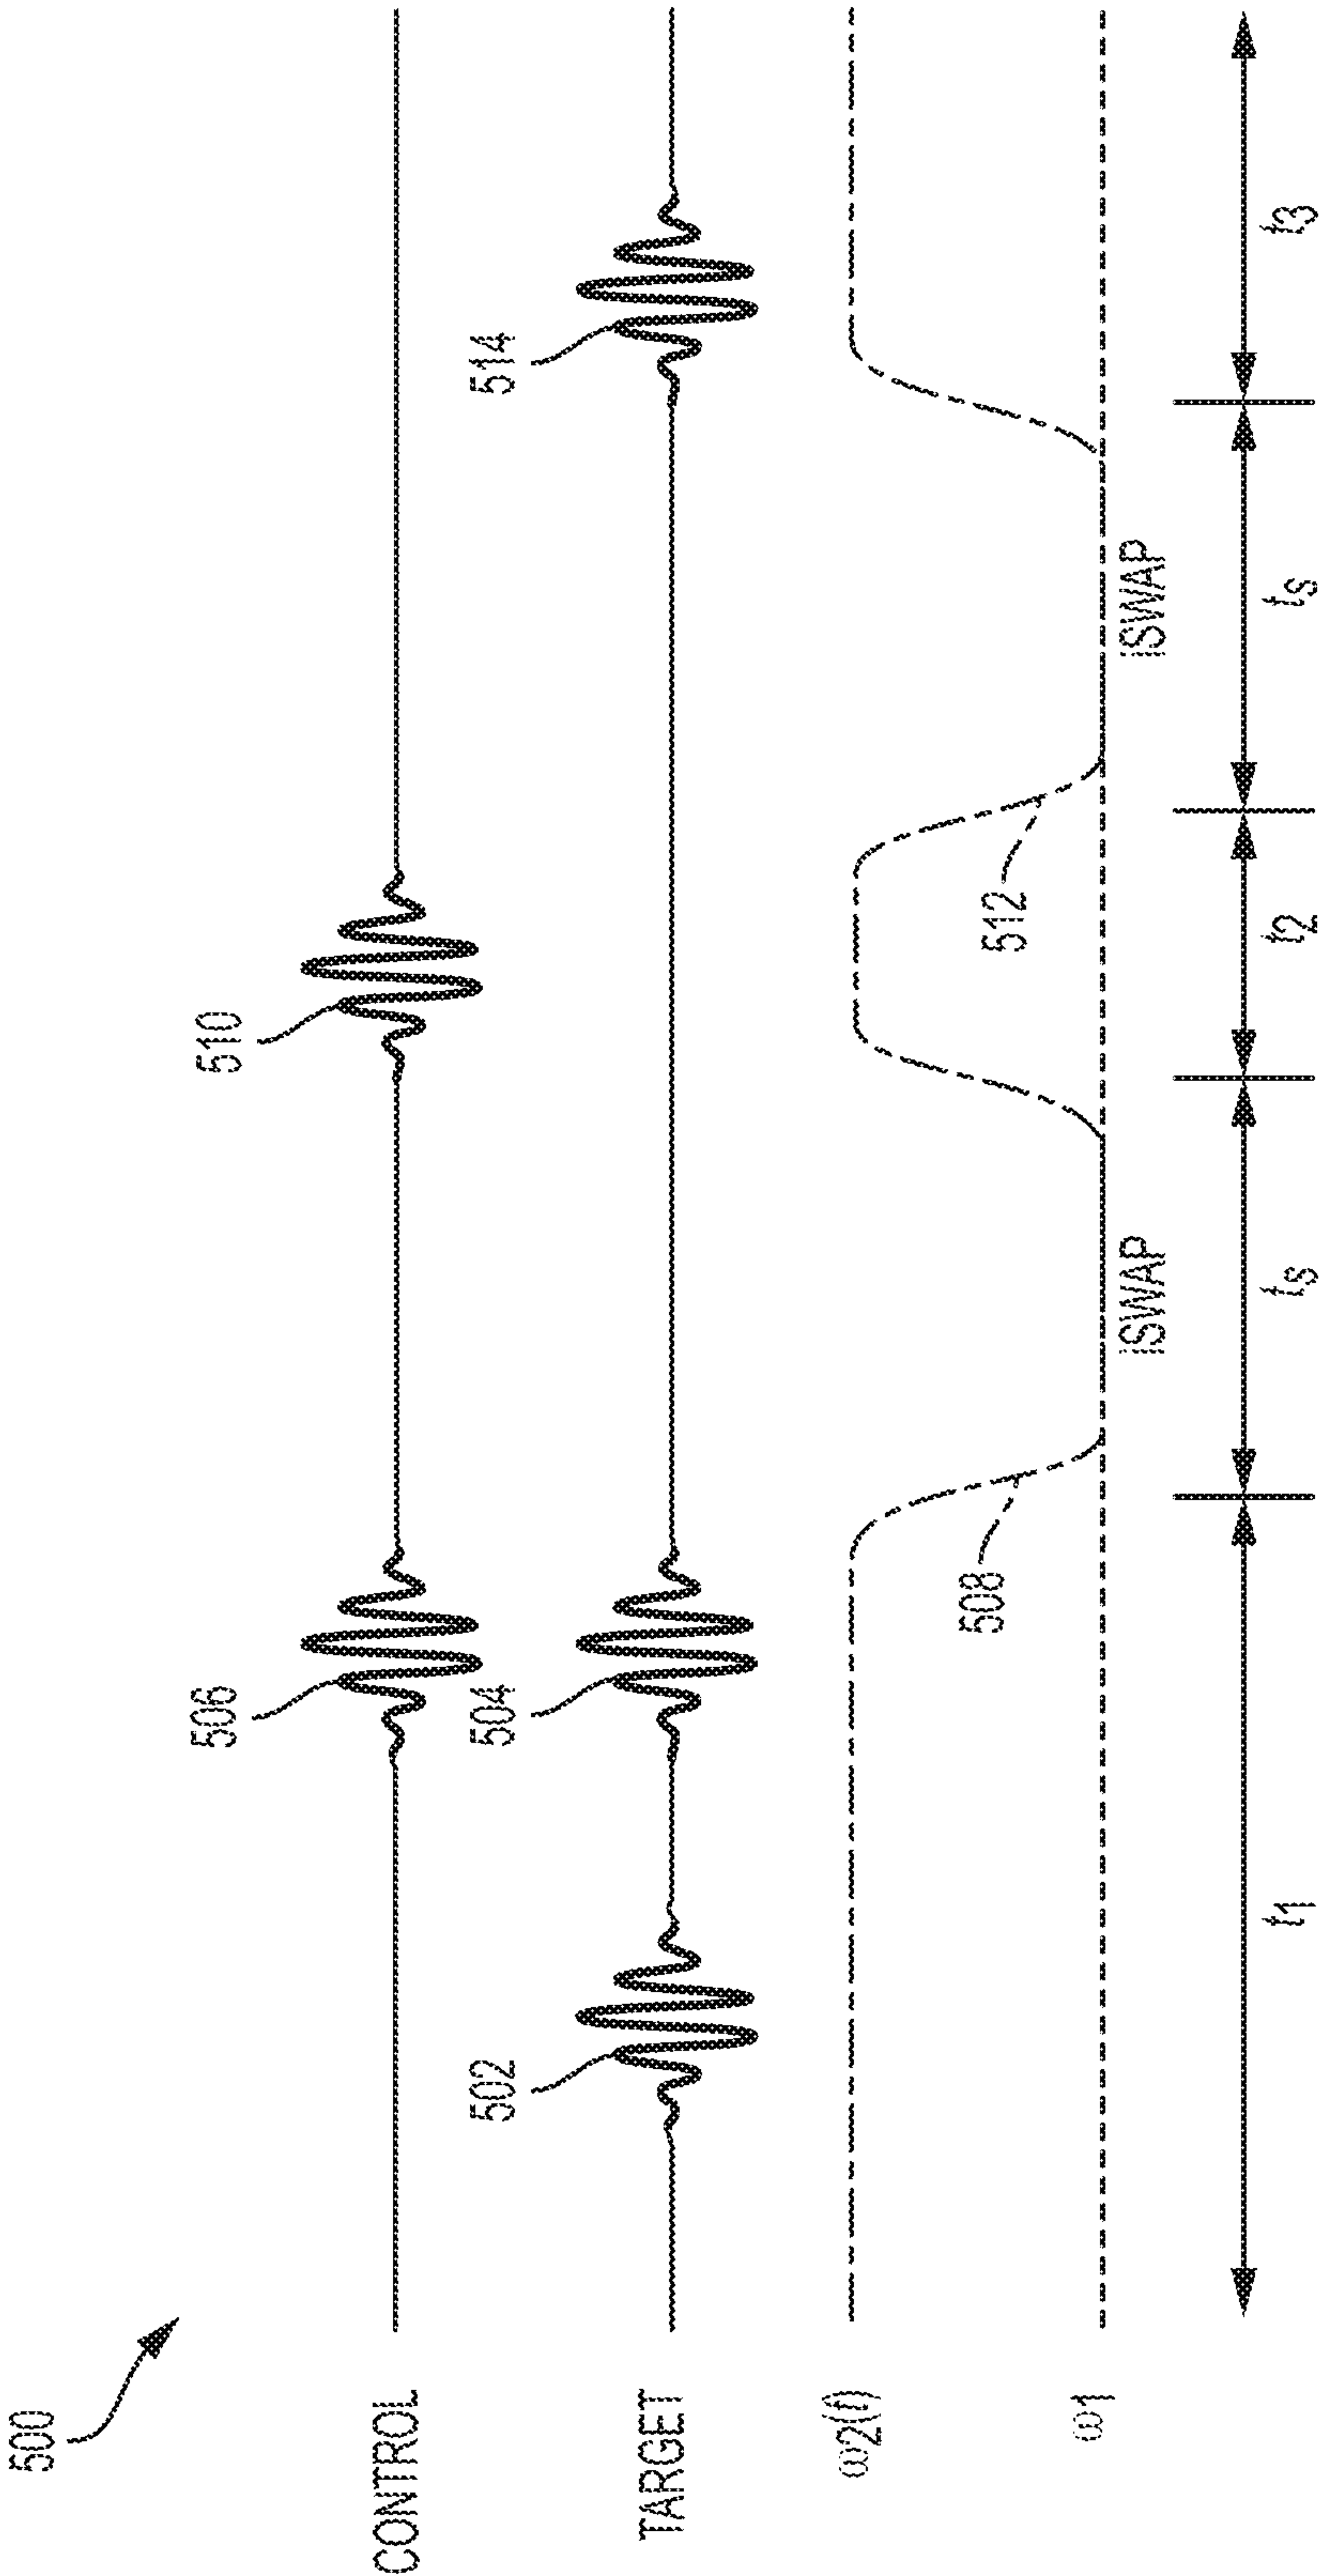 500
CONTROL
506
510
TARGET
502
504
514
ω2(t)
508
512
ω1
iSWAP
iSWAP
t1
ts
t2
ts
t3